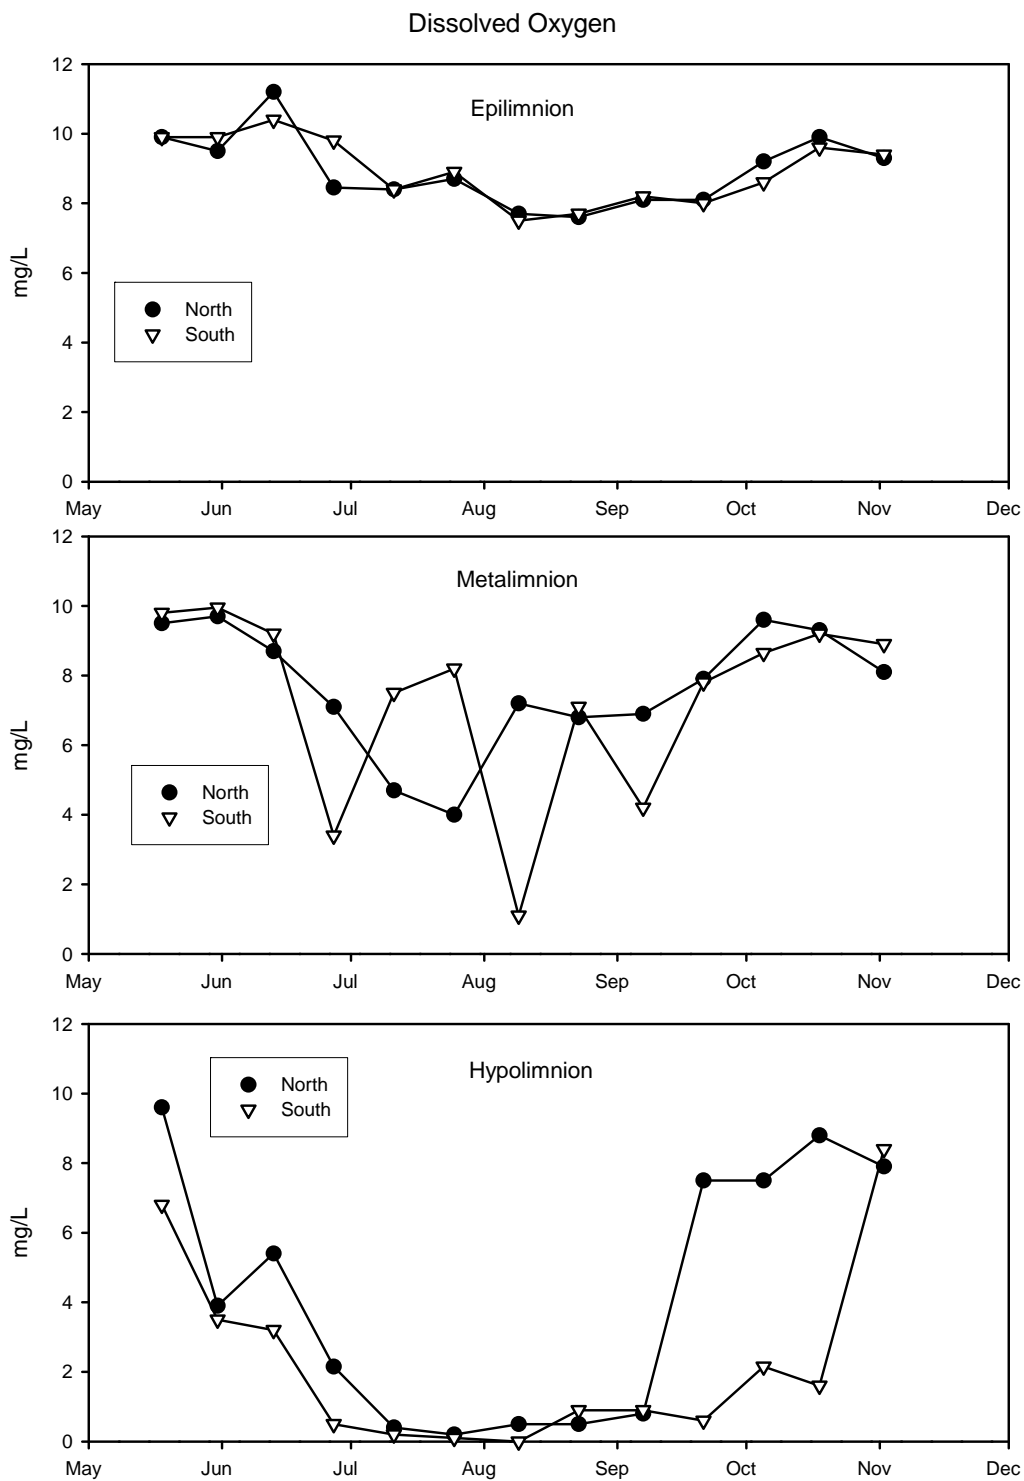 Dissolved Oxygen
12
Epilimnion
10
8
mg/L
6
North
South
4
2
0
May Jun Jul Aug Sep Oct Nov Dec
12
Metalimnion
10
8
mg/L
6
North
South
4
2
0
May Jun Jul Aug Sep Oct Nov Dec
12
Hypolimnion
North
South
10
8
mg/L
6
4
2
0
May Jun Jul Aug Sep Oct Nov Dec